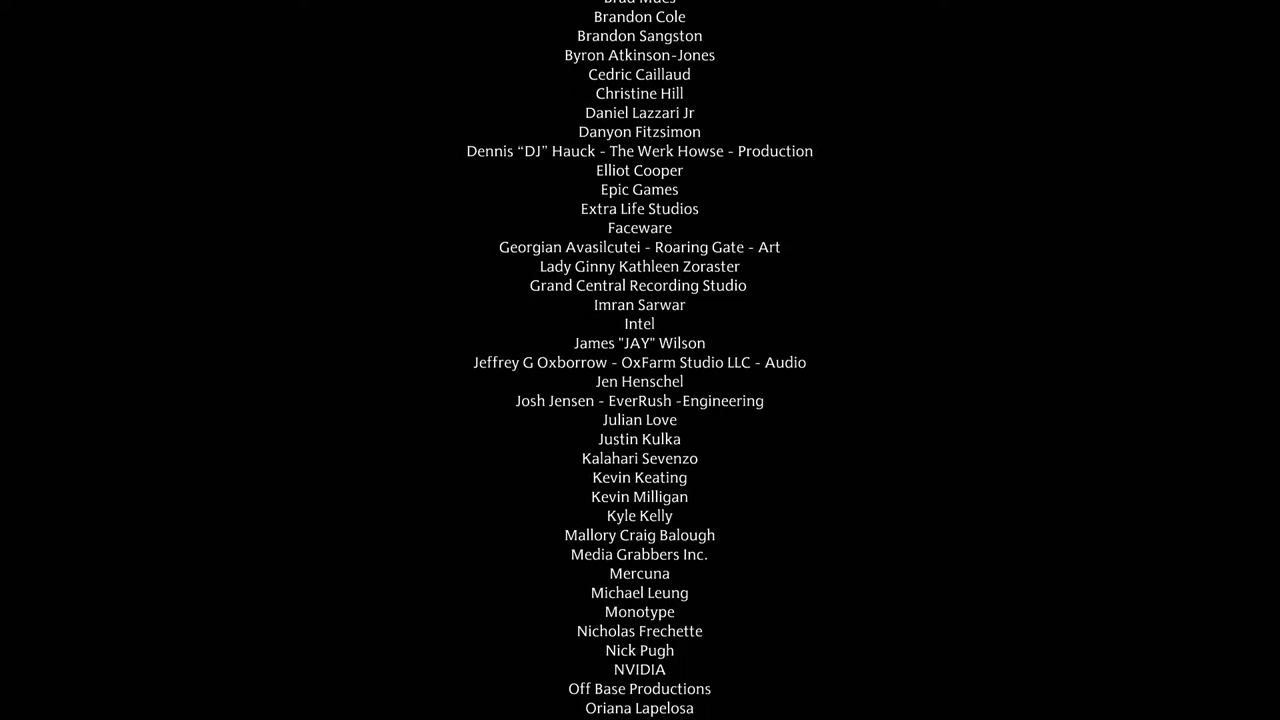 Brandon Cole
Brandon Sangston
Byron Atkinson-Jones
Cedric Caillaud
Christine Hill
Daniel Lazzari Jr
Danyon Fitzsimon
Dennis “DJ” Hauck - The Werk Howse - Production
Elliot Cooper
Epic Games
Extra Life Studios
Faceware
Georgian Avasilcutei - Roaring Gate - Art
Lady Ginny Kathleen Zoraster
Grand Central Recording Studio
Imran Sarwar
Intel
James "JAY" Wilson
Jeffrey G Oxborrow - OxFarm Studio LLC - Audio
Jen Henschel
Josh Jensen - EverRush -Engineering
Julian Love
Justin Kulka
Kalahari Sevenzo
Kevin Keating
Kevin Milligan
Kyle Kelly
Mallory Craig Balough
Media Grabbers Inc.
Mercuna
Michael Leung
Monotype
Nicholas Frechette
Nick Pugh
NVIDIA
Off Base Productions
Oriana Lapelosa